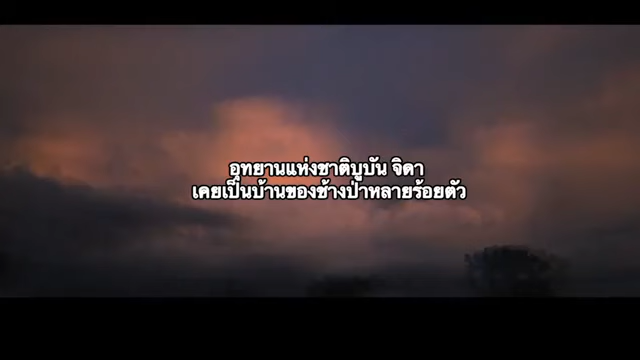 อุทยานแห่งชาติบูบัน จิดา
เคยเป็นบ้านของช้างป่าหลายร้อยตัว